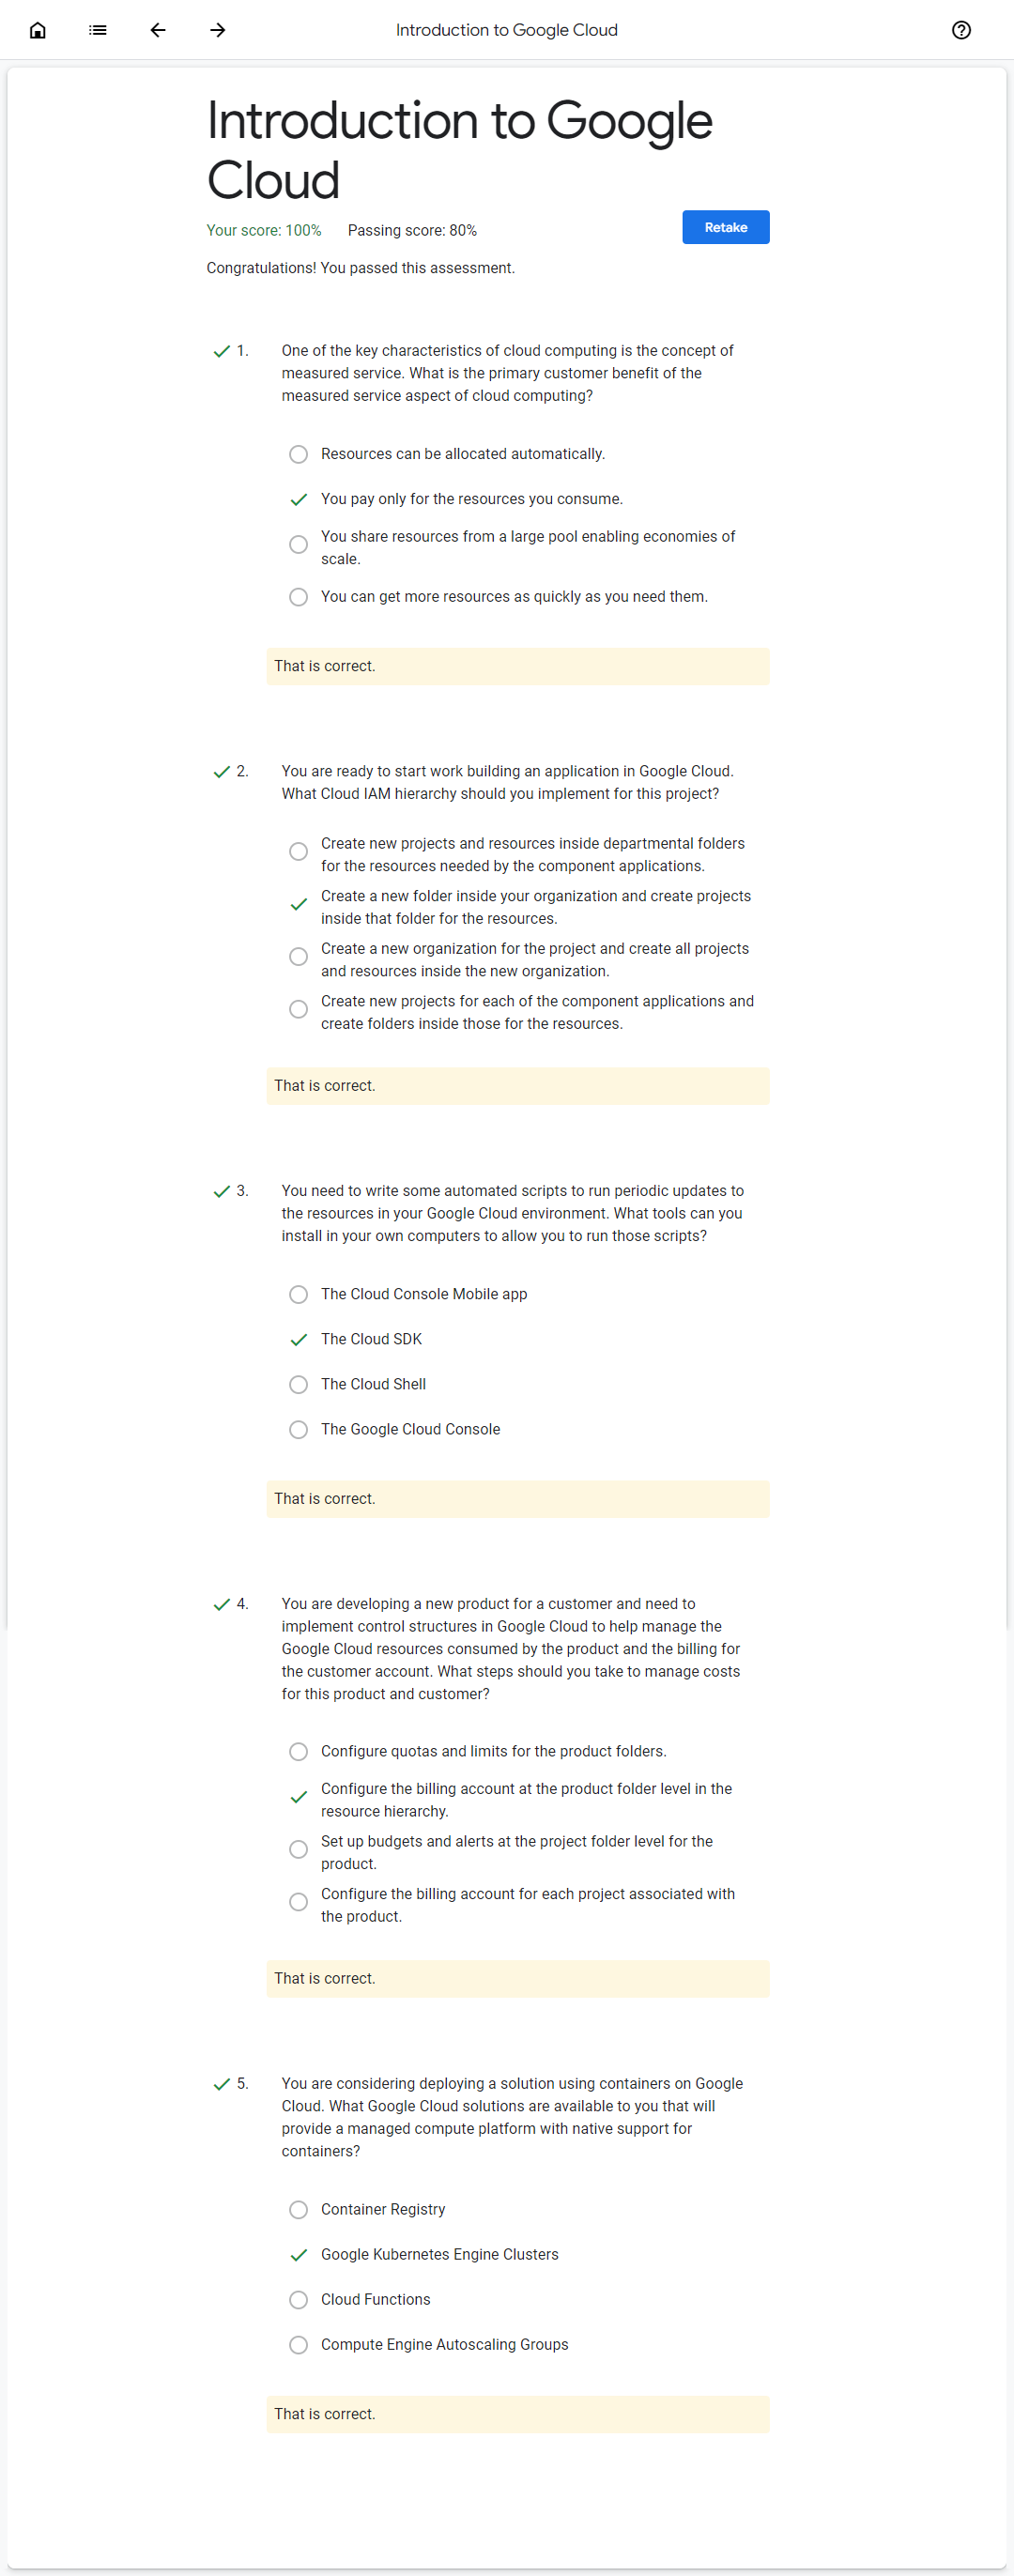 Introduction to Google Cloud
Introduction to Google
Cloud
Your score: 100% Passing score: 80%
Retake
Congratulations! You passed this assessment.
1. One of the key characteristics of cloud computing is the concept of
measured service. What is the primary customer benefit of the
measured service aspect of cloud computing?
Resources can be allocated automatically.
You pay only for the resources you consume.
You share resources from a large pool enabling economies of
scale.
You can get more resources as quickly as you need them.
That is correct.
2. You are ready to start work building an application in Google Cloud.
What Cloud IAM hierarchy should you implement for this project?
Create new projects and resources inside departmental folders
for the resources needed by the component applications.
Create a new folder inside your organization and create projects
inside that folder for the resources.
Create a new organization for the project and create all projects
and resources inside the new organization.
Create new projects for each of the component applications and
create folders inside those for the resources.
That is correct.
3. You need to write some automated scripts to run periodic updates to
the resources in your Google Cloud environment. What tools can you
install in your own computers to allow you to run those scripts?
The Cloud Console Mobile app
The Cloud SDK
The Cloud Shell
The Google Cloud Console
That is correct.
4. You are developing a new product for a customer and need to
implement control structures in Google Cloud to help manage the
Google Cloud resources consumed by the product and the billing for
the customer account. What steps should you take to manage costs
for this product and customer?
Configure quotas and limits for the product folders.
Configure the billing account at the product folder level in the
resource hierarchy.
Set up budgets and alerts at the project folder level for the
product.
Configure the billing account for each project associated with
the product.
That is correct.
5. You are considering deploying a solution using containers on Google
Cloud. What Google Cloud solutions are available to you that will
provide a managed compute platform with native support for
containers?
Container Registry
Google Kubernetes Engine Clusters
Cloud Functions
Compute Engine Autoscaling Groups
That is correct.